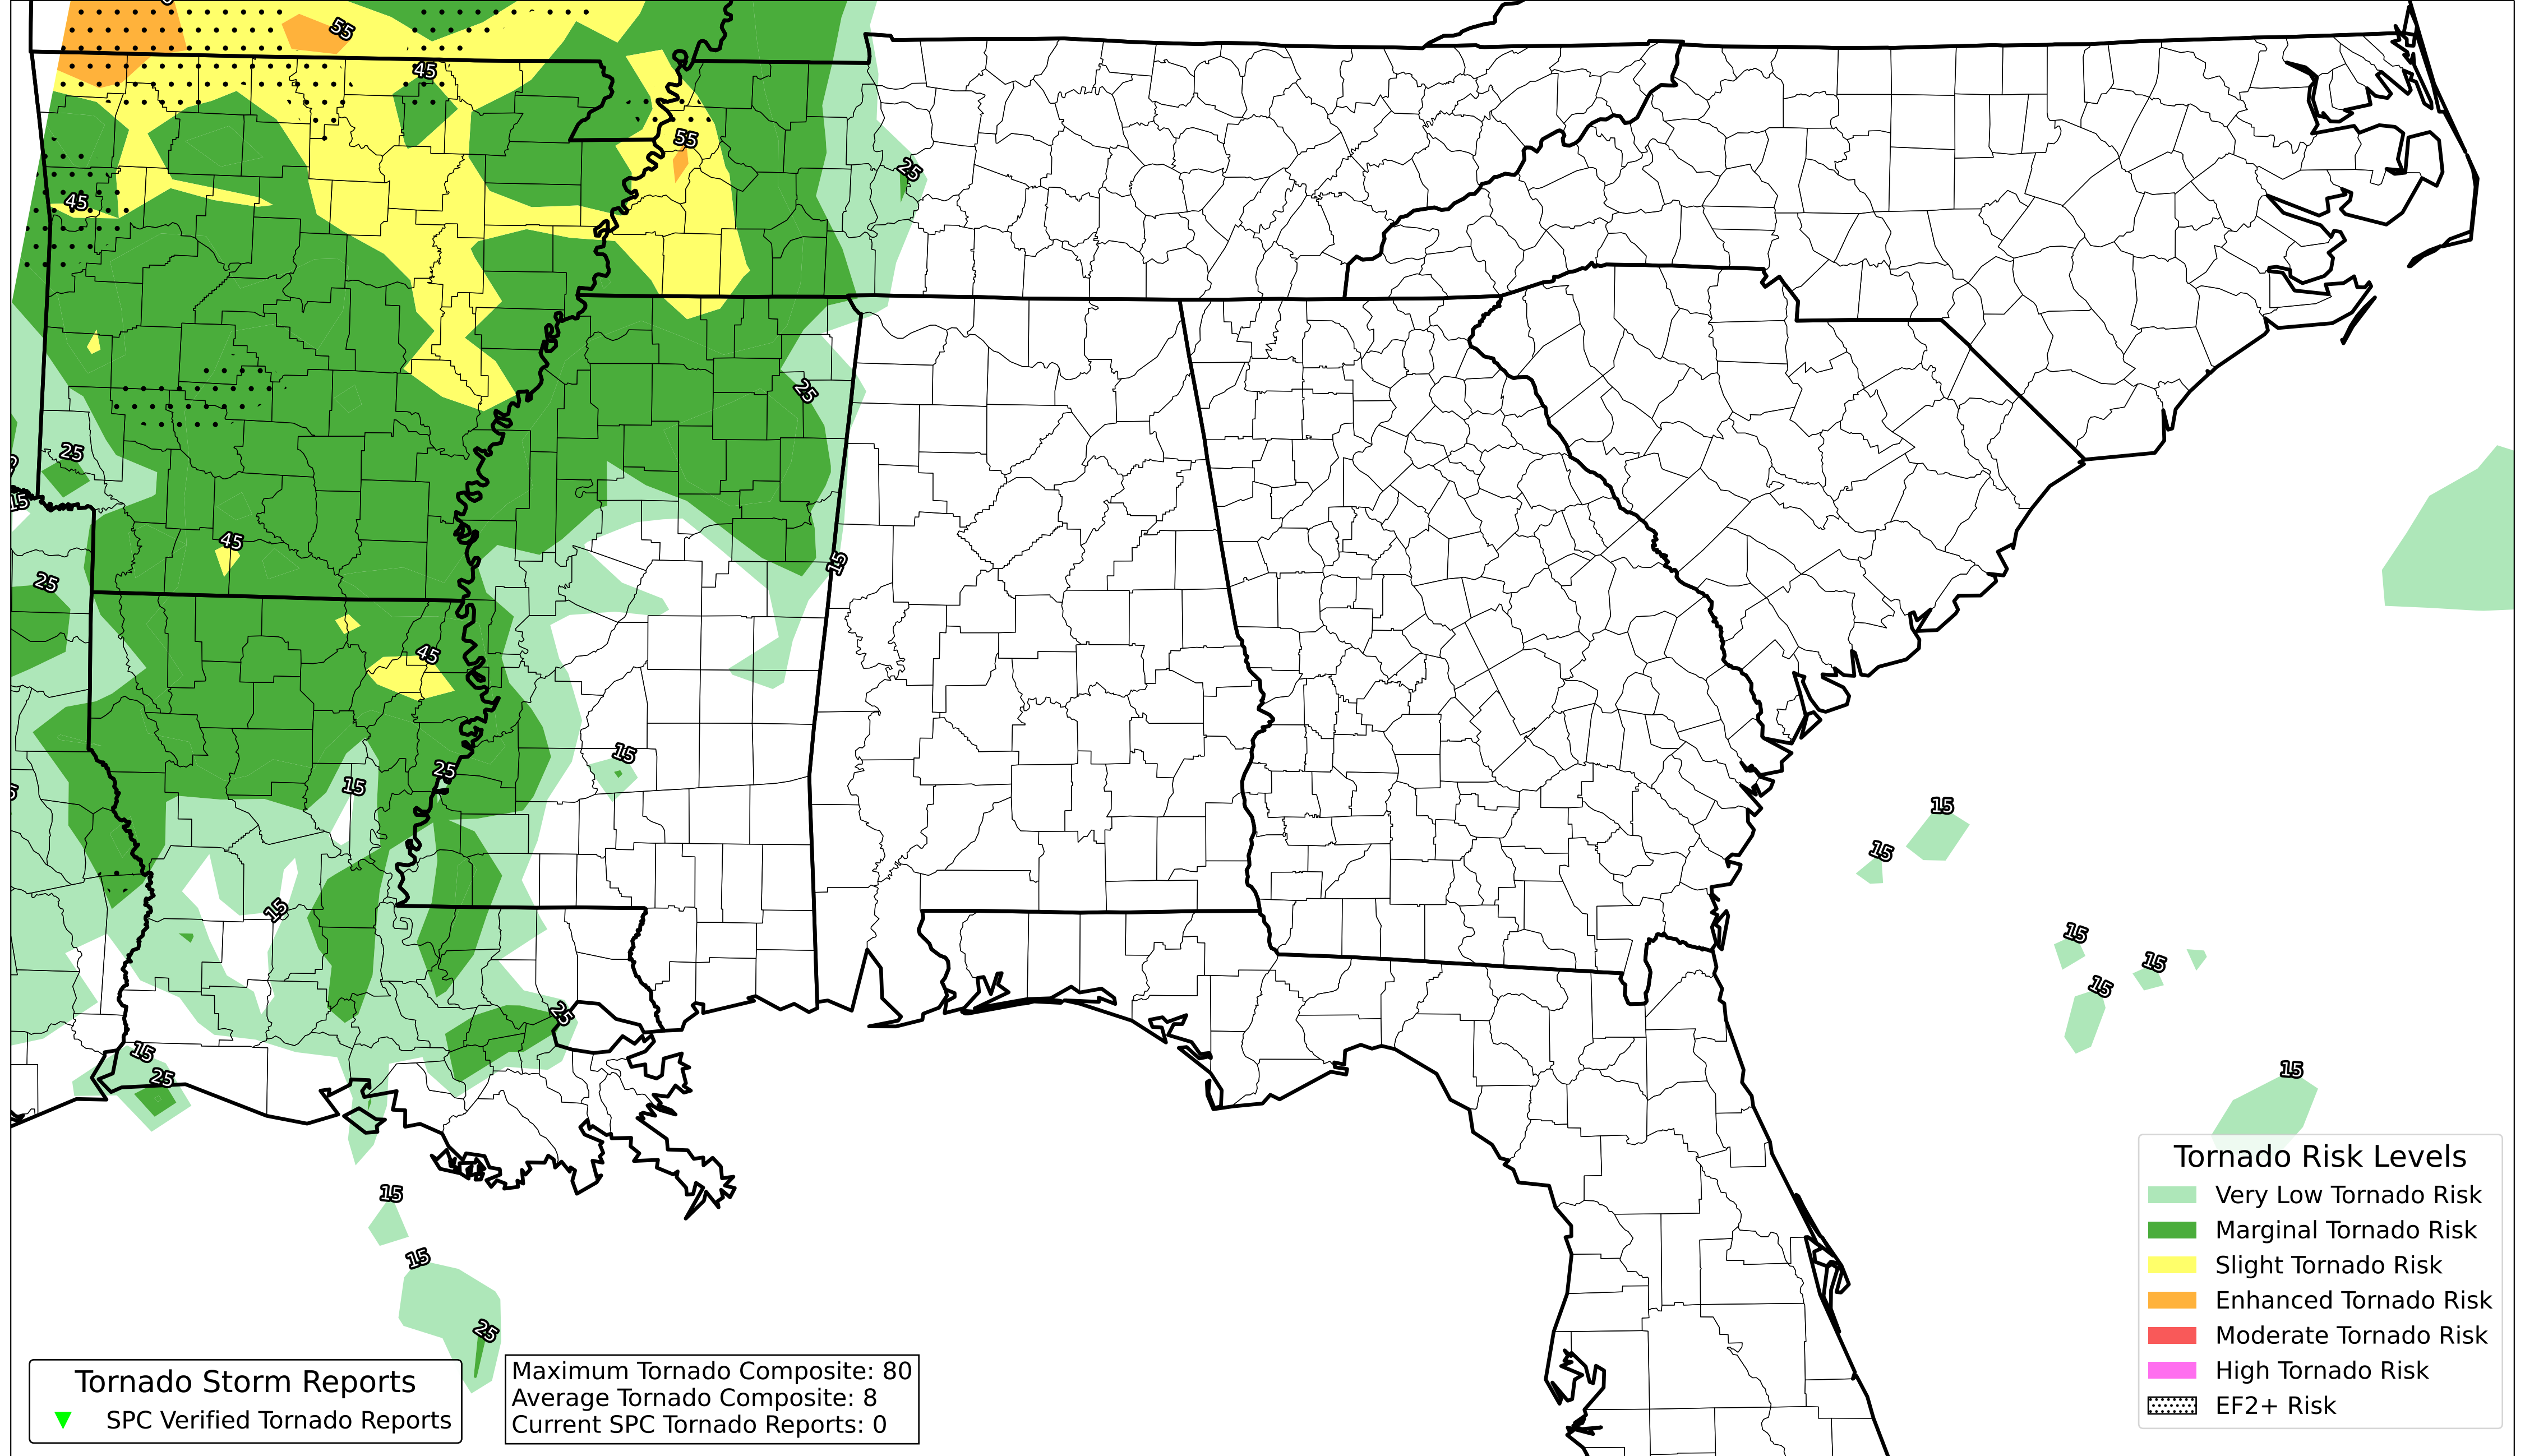 55
45
55
25
45
25
25
15
45
15
25
45
15
25
15
15
15
15
15
15
25
15
15
25
15
15
15
25
Tornado Risk Levels
Very Low Tornado Risk
Marginal Tornado Risk
Slight Tornado Risk
Enhanced Tornado Risk
Moderate Tornado Risk
High Tornado Risk
EF2+ Risk
Tornado Storm Reports
SPC Verified Tornado Reports
Maximum Tornado Composite: 80
Average Tornado Composite: 8
Current SPC Tornado Reports: 0